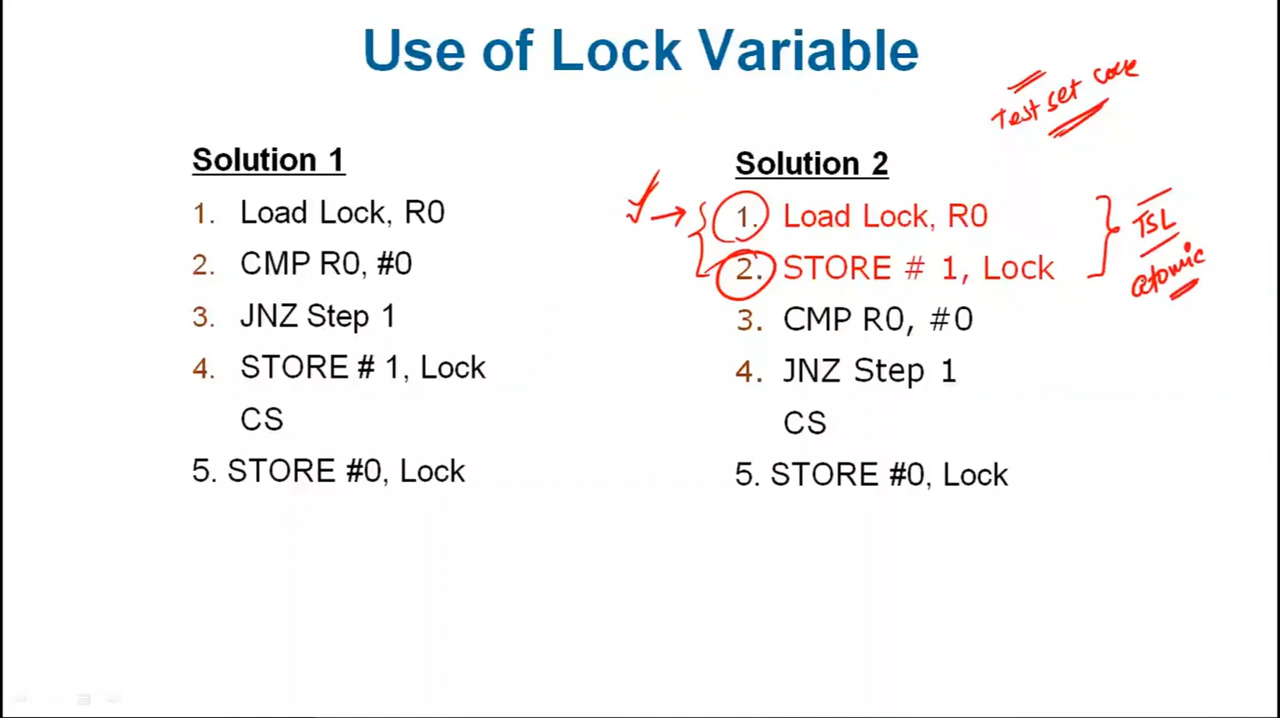 Use of Lock Variable
Test set Lock
Solution 1
1. Load Lock, R0
2. CMP R0, #0
3. JNZ Step 1
4. STORE # 1, Lock
CS
5. STORE #0, Lock
Solution 2
1. Load Lock, R0
2. STORE # 1, Lock
3. CMP R0, #0
4. JNZ Step 1
CS
5. STORE #0, Lock
TSL
atomic